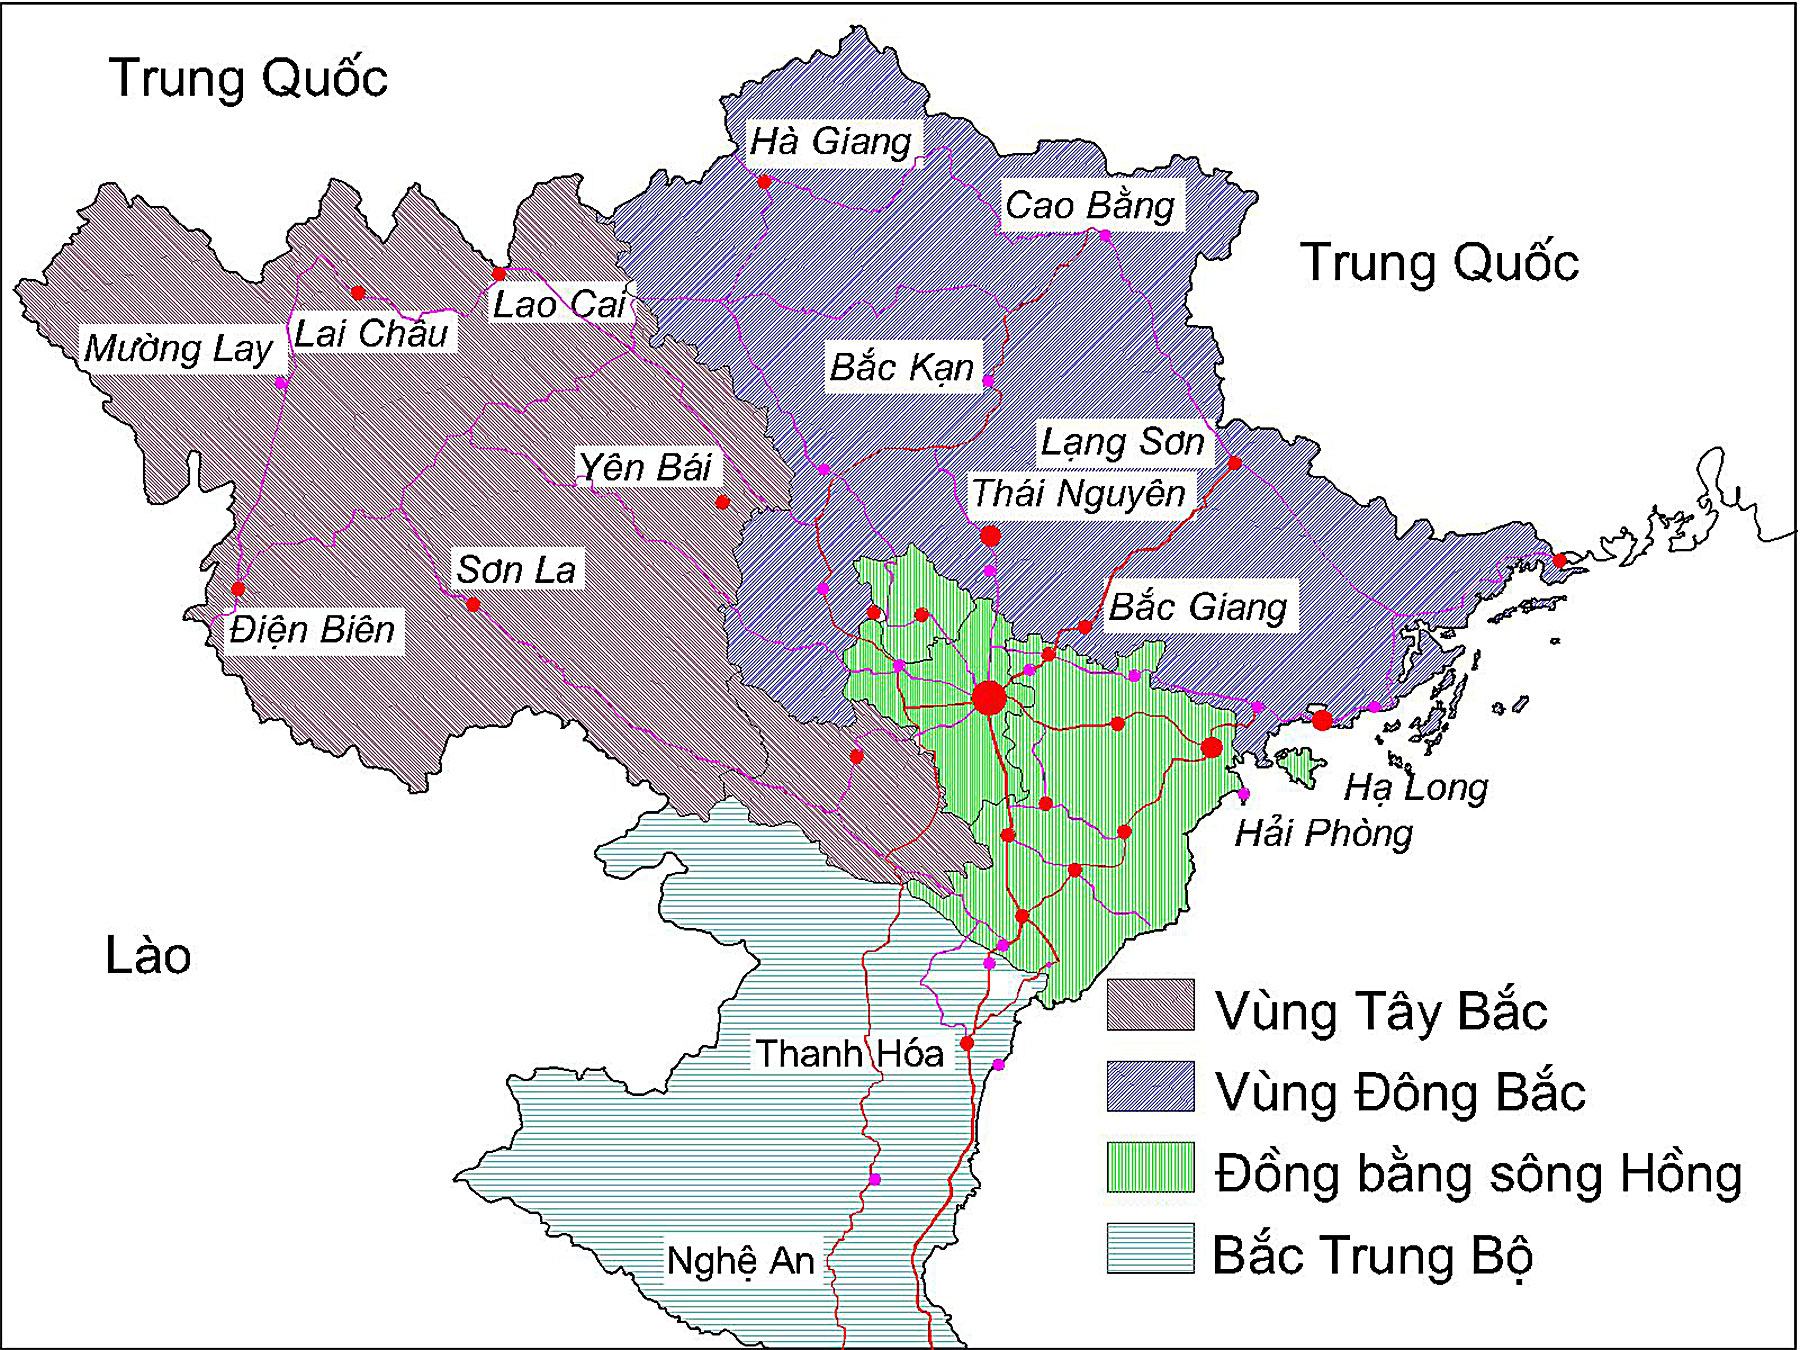 Trung Quốc
Hà Giang
Cao Bằng
Trung Quốc
Lao Cai
Lai Châu
Mường Lay
Bắc Kạn
Lạng Sơn
Yên Bái
Thái Nguyên
Sơn La
Bắc Giang
Điện Biên
Hạ Long
Hải Phòng
Lào
Vùng Tây Bắc
Thanh Hóa
Vùng Đông Bắc
Đồng bằng sông Hồng
Nghệ An
Bắc Trung Bộ